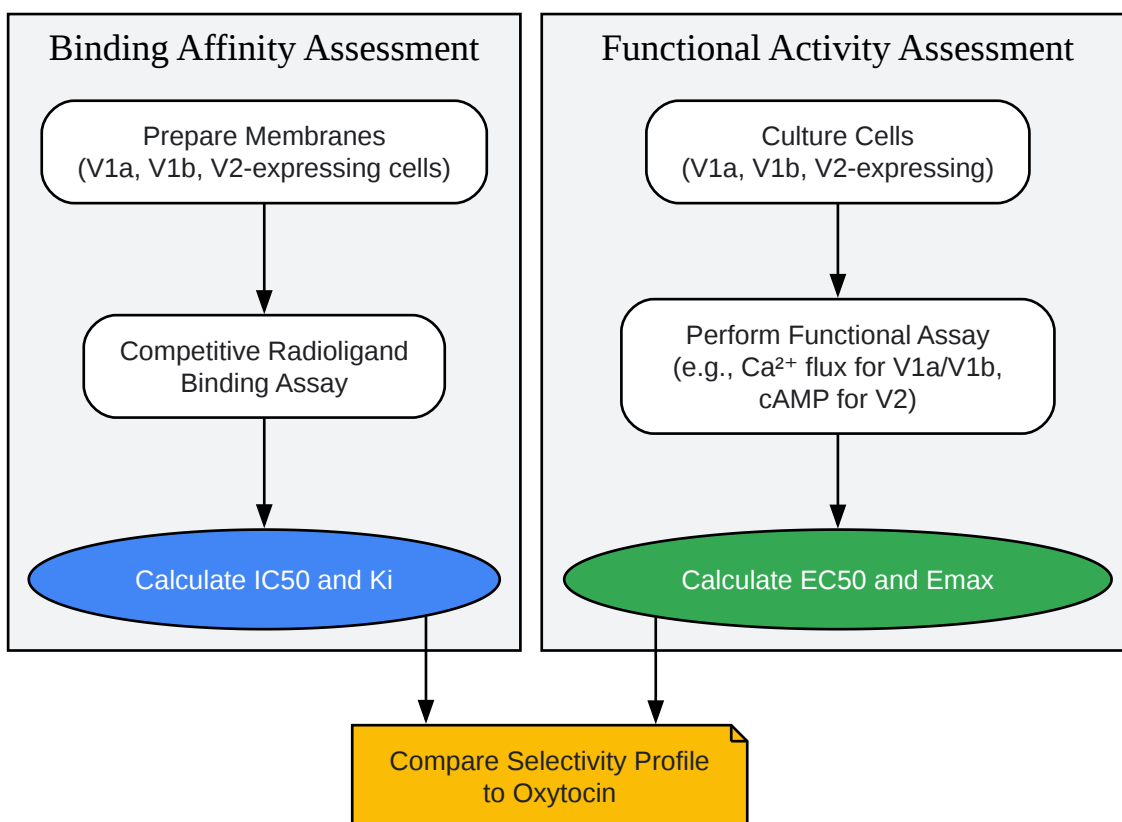 Binding Affinity Assessment
Prepare Membranes
(V1a, V1b, V2-expressing cells)
Competitive Radioligand
Binding Assay
Calculate IC50 and Ki
Functional Activity Assessment
Culture Cells
(V1a, V1b, V2-expressing)
Perform Functional Assay
(e.g., Ca²⁺ flux for V1a/V1b,
cAMP for V2)
Calculate EC50 and Emax
Compare Selectivity Profile
to Oxytocin